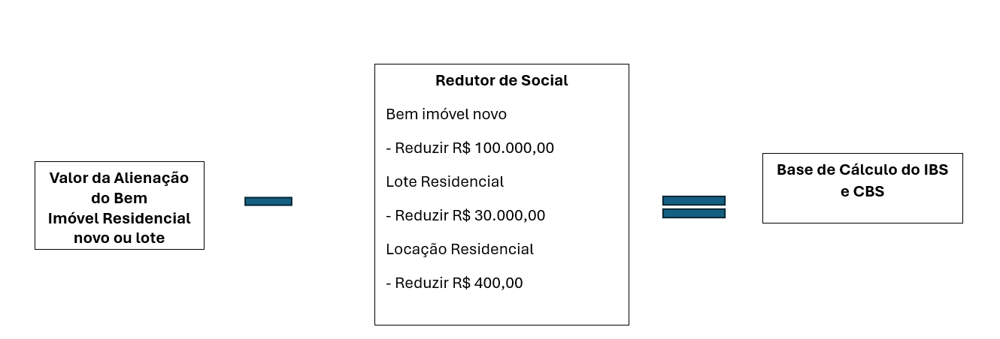 Valor da Alienação
do Bem
Imóvel Residencial
novo ou lote
Redutor de Social
Bem imóvel novo
- Reduzir R$ 100.000,00
Lote Residencial
- Reduzir R$ 30.000,00
Locação Residencial
- Reduzir R$ 400,00
Base de Cálculo do IBS
e CBS